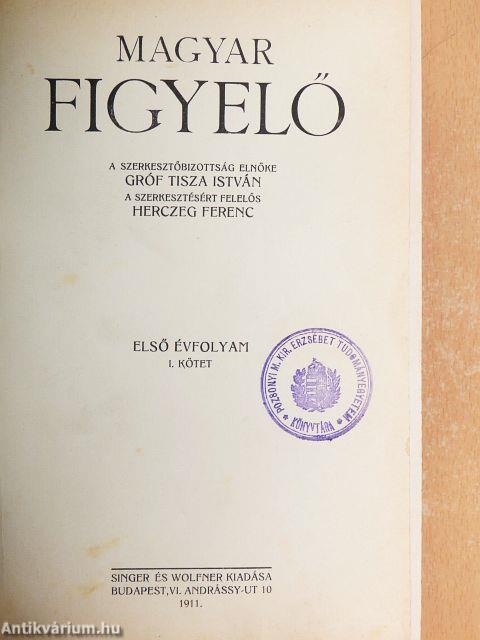 MAGYAR
FIGYELŐ
A SZERKESZTŐBIZOTTSÁG ELNÖKE
GRÓF TISZA ISTVÁN
A SZERKESZTÉSÉRT FELELŐS
HERCZEG FERENC
ELSŐ ÉVFOLYAM
I. KÖTET
POZSONYI M. KIR. ERZSÉBET TUDOMÁNYEGYETEM
KÖNYVTÁRA
SINGER ÉS WOLFNER KIADÁSA
BUDAPEST, VI. ANDRÁSSY-UT 10
1911.
Antikvárium.hu